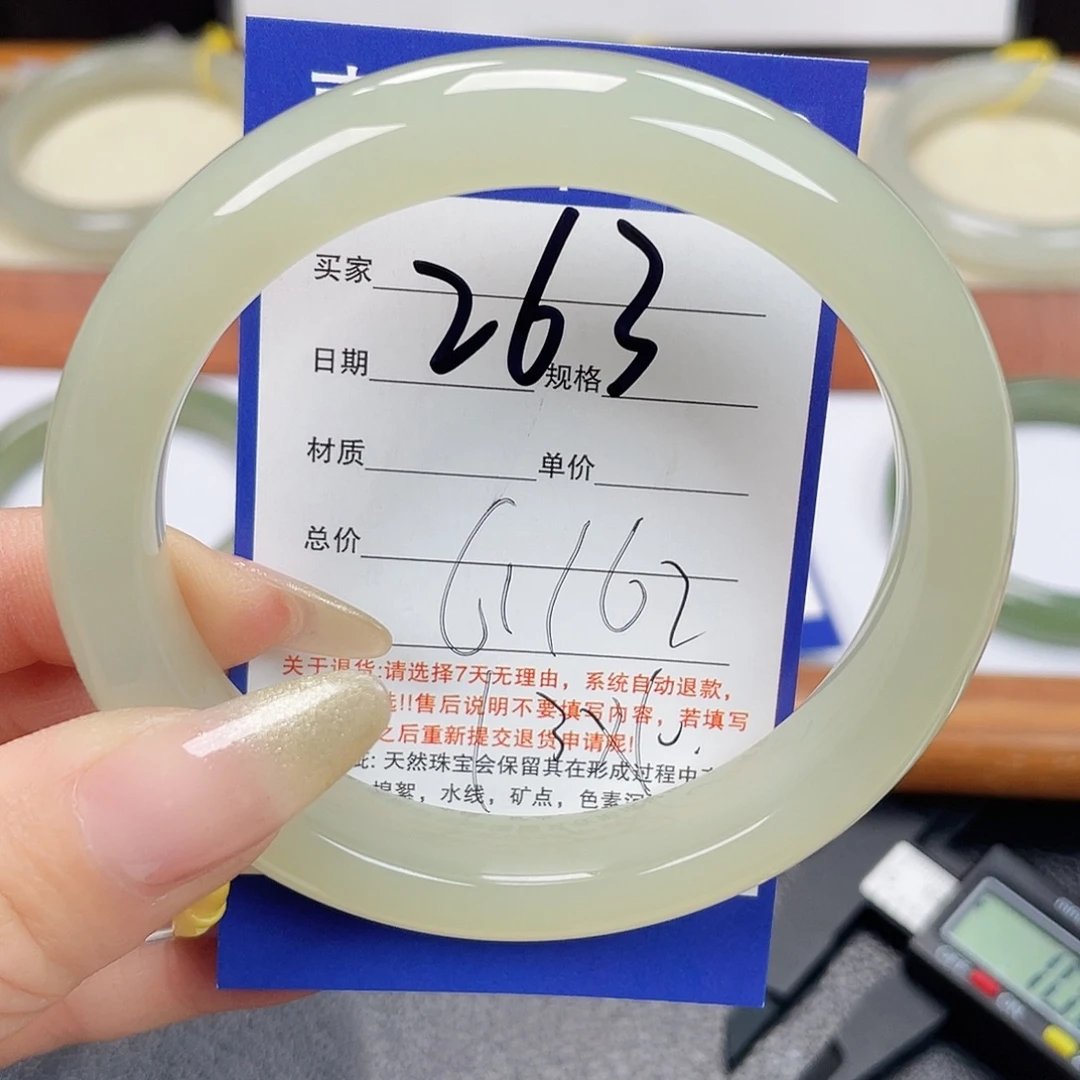 买家 263
日期 规格
材质 单价
总价
61/62
关于退货:请选择7天无理由，系统自动退款，
!!售后说明不要填写内容，若填写
之后重新提交退货申请呢!
天然珠宝会保留其在形成过程中
棉絮，水线，矿点，色素沉